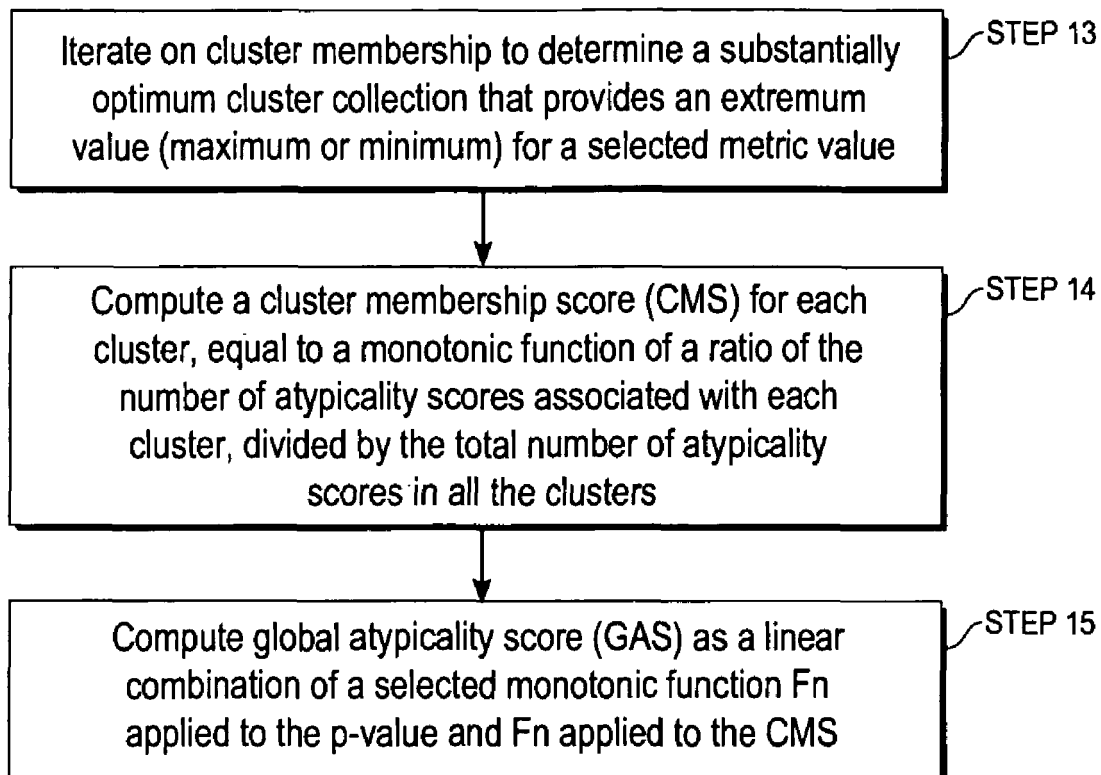 Iterate on cluster membership to determine a substantially
optimum cluster collection that provides an extremum
value (maximum or minimum) for a selected metric value
STEP 13
Compute a cluster membership score (CMS) for each
cluster, equal to a monotonic function of a ratio of the
number of atypicality scores associated with each
cluster, divided by the total number of atypicality
scores in all the clusters
STEP 14
Compute global atypicality score (GAS) as a linear
combination of a selected monotonic function Fn
applied to the p-value and Fn applied to the CMS
STEP 15